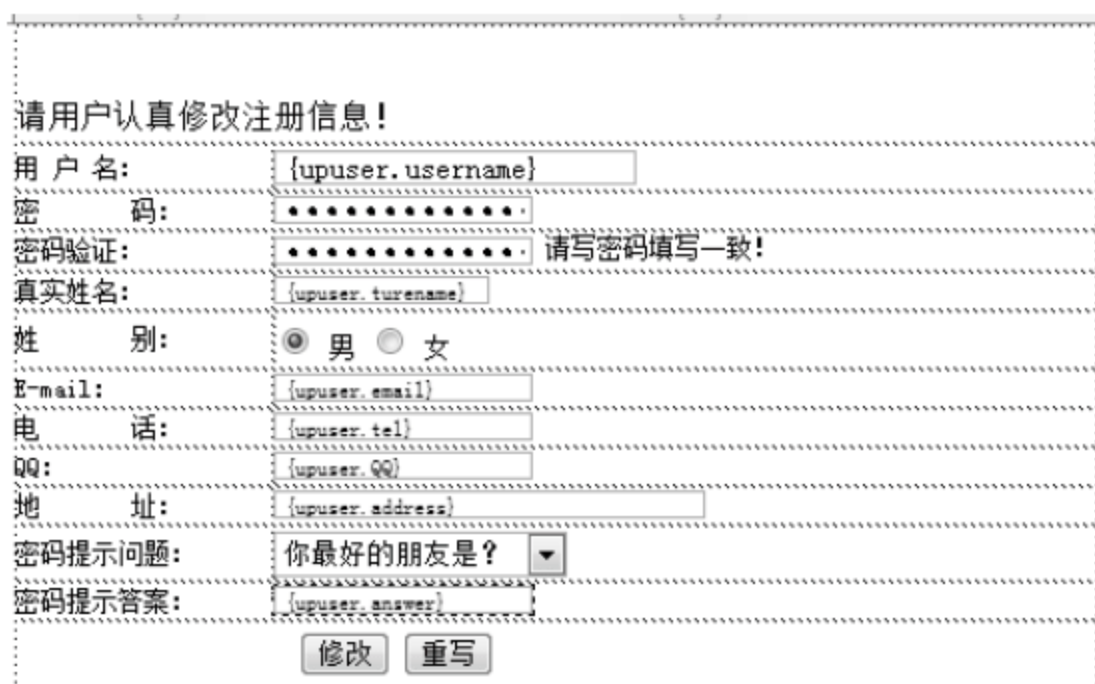 请用户认真修改注册信息!
用 户 名: {upuser.username}
密 码: ●●●●●●●●●●●●
密码验证: ●●●●●●●●●●●● 请写密码填写一致!
真实姓名: {upuser.turename}
姓 别: 男 女
E-mail: {upuser.email}
电 话: {upuser.tel}
QQ: {upuser.QQ}
地 址: {upuser.address}
密码提示问题: 你最好的朋友是?
密码提示答案: {upuser.answer}
修改 重写